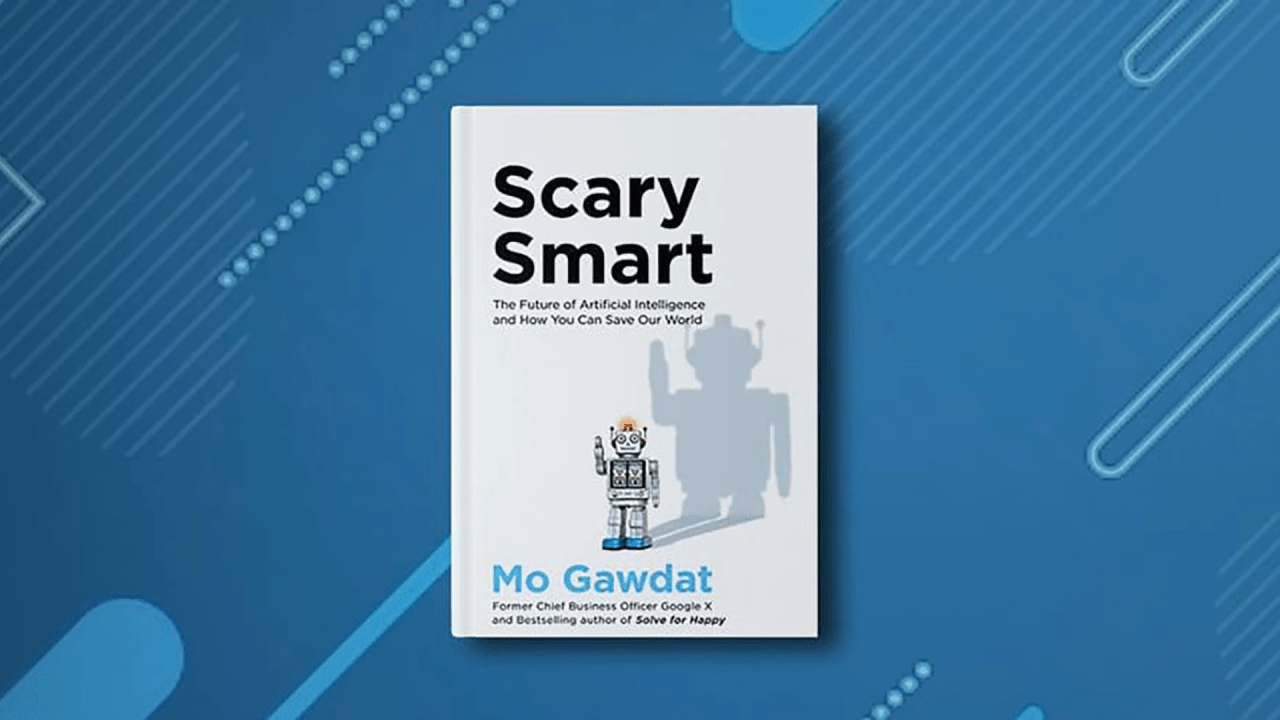 Scary
Smart
The Future of Artificial Intelligence
and How You Can Save Our World
Mo Gawdat
Former Chief Business Officer Google X
and Bestselling author of Solve for Happy